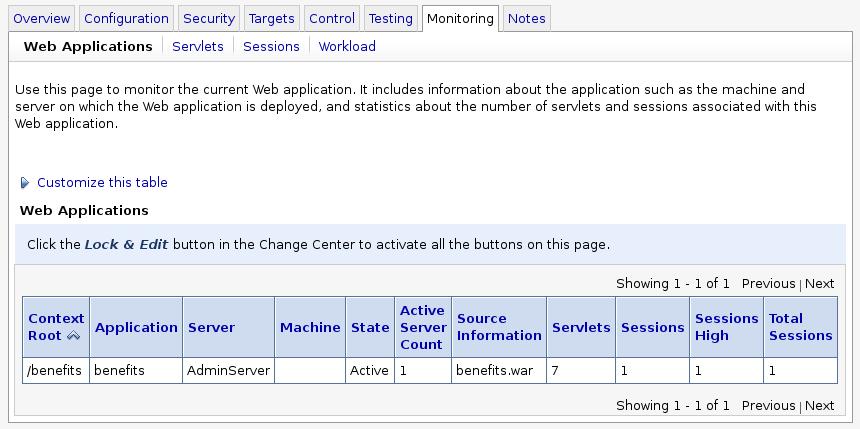 Overview Configuration Security Targets Control Testing Monitoring Notes
Web Applications Servlets Sessions Workload
Use this page to monitor the current Web application. It includes information about the application such as the machine and
server on which the Web application is deployed, and statistics about the number of servlets and sessions associated with this
Web application.
Customize this table
Web Applications
Click the Lock & Edit button in the Change Center to activate all the buttons on this page.
Showing 1 - 1 of 1 Previous | Next
Context Root Application Server Machine State Active Server Count Source Information Servlets Sessions Sessions High Total Sessions
/benefits benefits AdminServer Active 1 benefits.war 7 1 1 1
Showing 1 - 1 of 1 Previous | Next